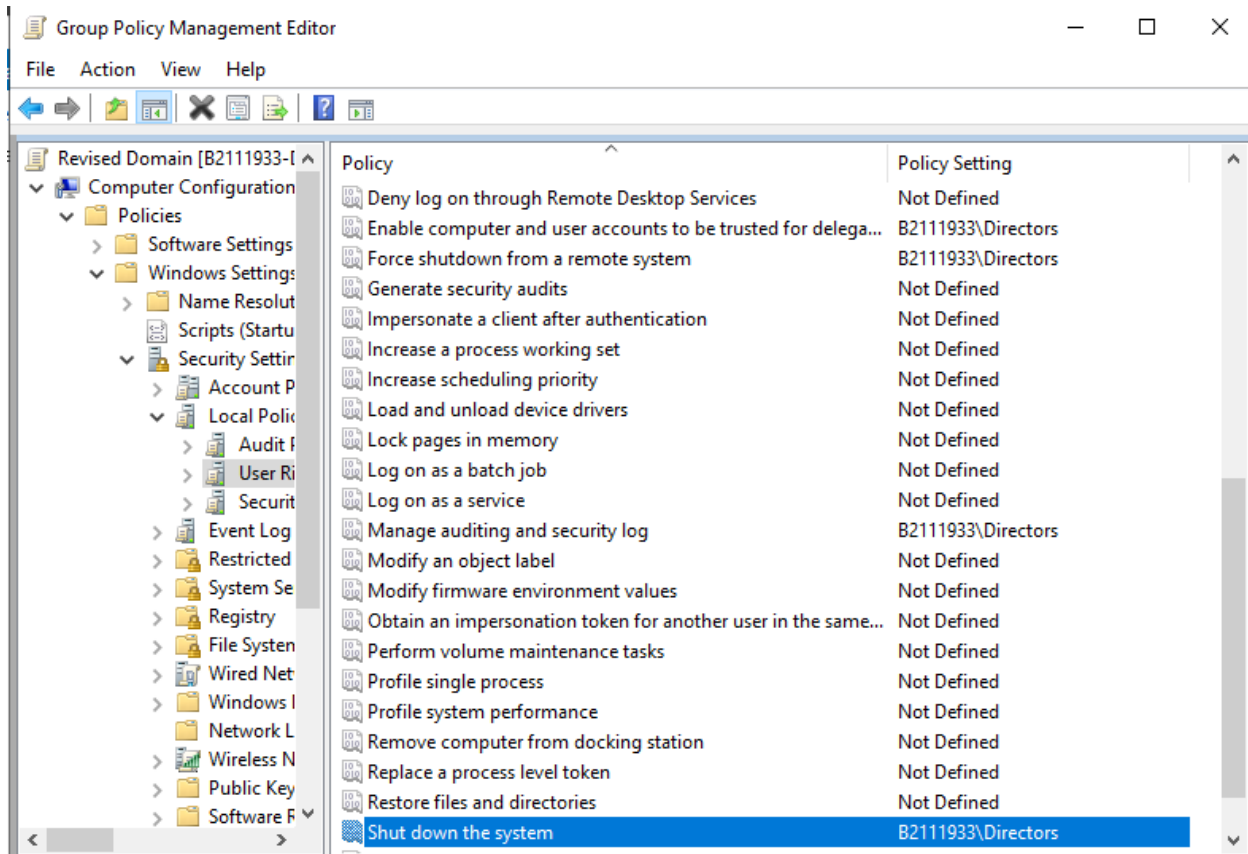 Group Policy Management Editor
File Action View Help
Revised Domain [B2111933-[
Computer Configuration
Policies
Software Settings
Windows Settings
Name Resolut
Scripts (Startu
Security Settin
Account P
Local Polic
Audit P
User Ri
Securit
Event Log
Restricted
System Se
Registry
File System
Wired Net
Windows
Network L
Wireless N
Public Key
Software R
Policy Policy Setting
Deny log on through Remote Desktop Services Not Defined
Enable computer and user accounts to be trusted for delega... B2111933\Directors
Force shutdown from a remote system B2111933\Directors
Generate security audits Not Defined
Impersonate a client after authentication Not Defined
Increase a process working set Not Defined
Increase scheduling priority Not Defined
Load and unload device drivers Not Defined
Lock pages in memory Not Defined
Log on as a batch job Not Defined
Log on as a service Not Defined
Manage auditing and security log B2111933\Directors
Modify an object label Not Defined
Modify firmware environment values Not Defined
Obtain an impersonation token for another user in the same... Not Defined
Perform volume maintenance tasks Not Defined
Profile single process Not Defined
Profile system performance Not Defined
Remove computer from docking station Not Defined
Replace a process level token Not Defined
Restore files and directories Not Defined
Shut down the system B2111933\Directors